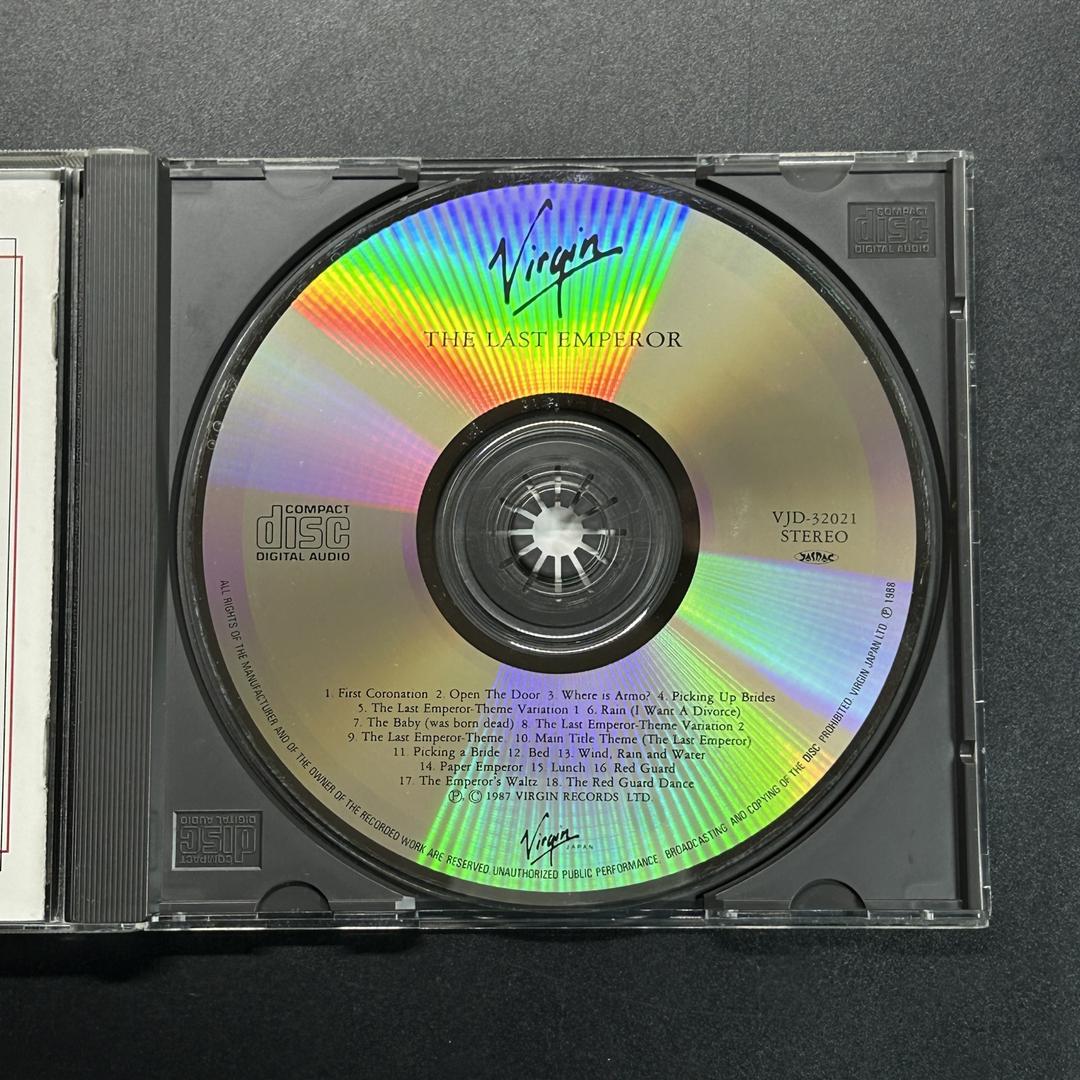 COMPACT
disc
DIGITAL AUDIO
Virgin
THE LAST EMPEROR
COMPACT
disc
DIGITAL AUDIO
VJD-32021
STEREO
JASRAC
1. First Coronation 2. Open The Door 3. Where is Armo? 4. Picking Up Brides
5. The Last Emperor-Theme Variation 1 6. Rain (I Want A Divorce)
7. The Baby (was born dead) 8. The Last Emperor-Theme Variation 2
9. The Last Emperor-Theme 10. Main Title Theme (The Last Emperor)
11. Picking a Bride 12. Bed 13. Wind, Rain and Water
14. Paper Emperor 15. Lunch 16. Red Guard
17. The Emperor's Waltz 18. The Red Guard Dance
Ⓟ, © 1987 VIRGIN RECORDS LTD.
Virgin JAPAN
ALL RIGHTS OF THE MANUFACTURER AND OF THE OWNER OF THE RECORDED WORK ARE RESERVED. UNAUTHORIZED PUBLIC PERFORMANCE, BROADCASTING AND COPYING OF THE DISC PROHIBITED. VIRGIN JAPAN LTD Ⓟ 1988
COMPACT
disc
DIGITAL AUDIO